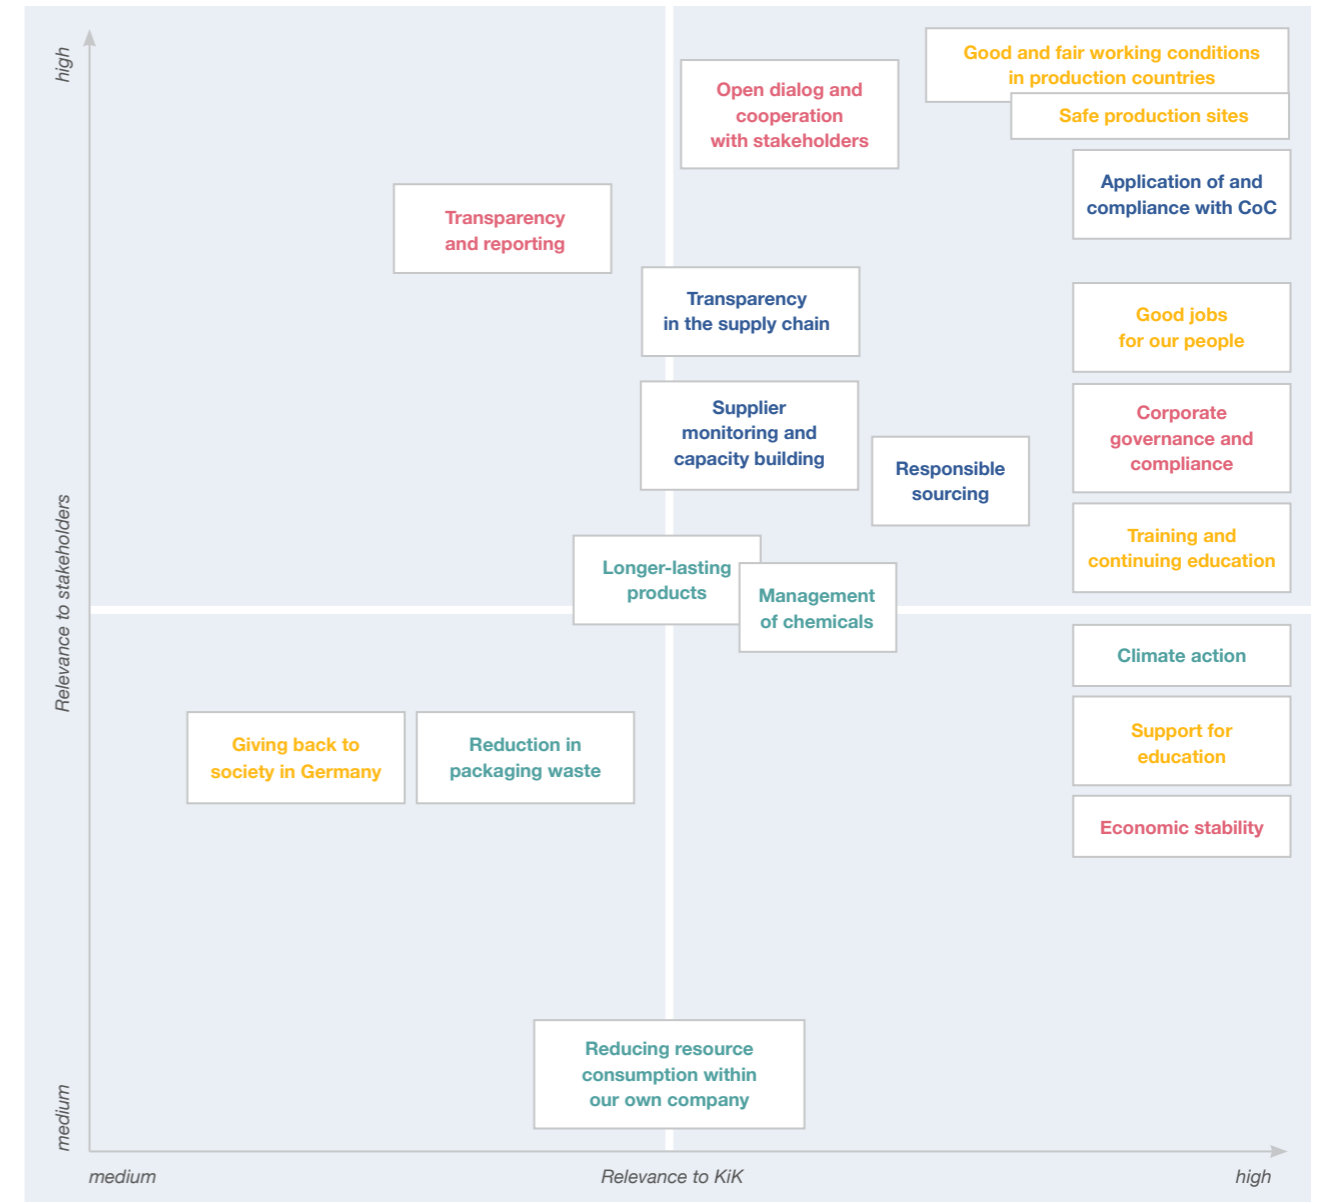 high
Good and fair working conditions
in production countries
Open dialog and
cooperation
with stakeholders
Safe production sites
Application of and
compliance with CoC
Transparency
and reporting
Transparency
in the supply chain
Good jobs
for our people
Supplier
monitoring and
capacity building
Corporate
governance and
compliance
Responsible
sourcing
Relevance to stakeholders
Training and
continuing education
Longer-lasting
products
Management
of chemicals
Climate action
Giving back to
society in Germany
Reduction in
packaging waste
Support for
education
Economic stability
Reducing resource
consumption within
our own company
medium
medium
Relevance to KiK
high